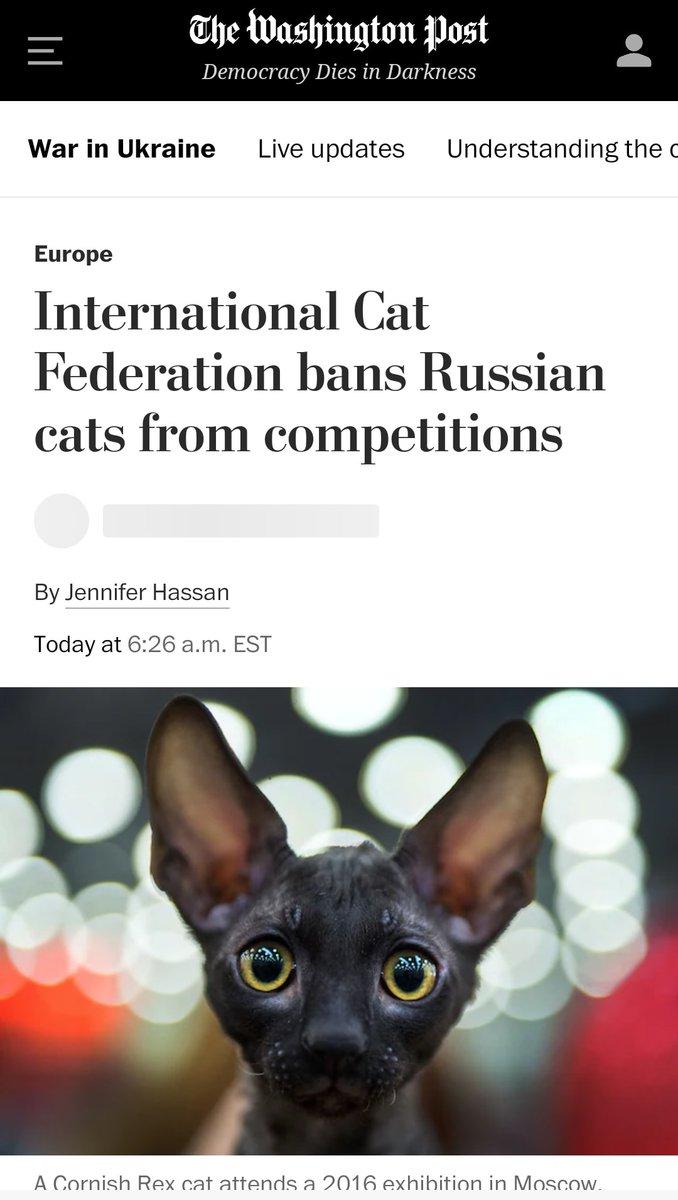 The Washington Post
Democracy Dies in Darkness
War in Ukraine Live updates Understanding the c
Europe
International Cat
Federation bans Russian
cats from competitions
By Jennifer Hassan
Today at 6:26 a.m. EST
A Cornish Rex cat attends a 2016 exhibition in Moscow.